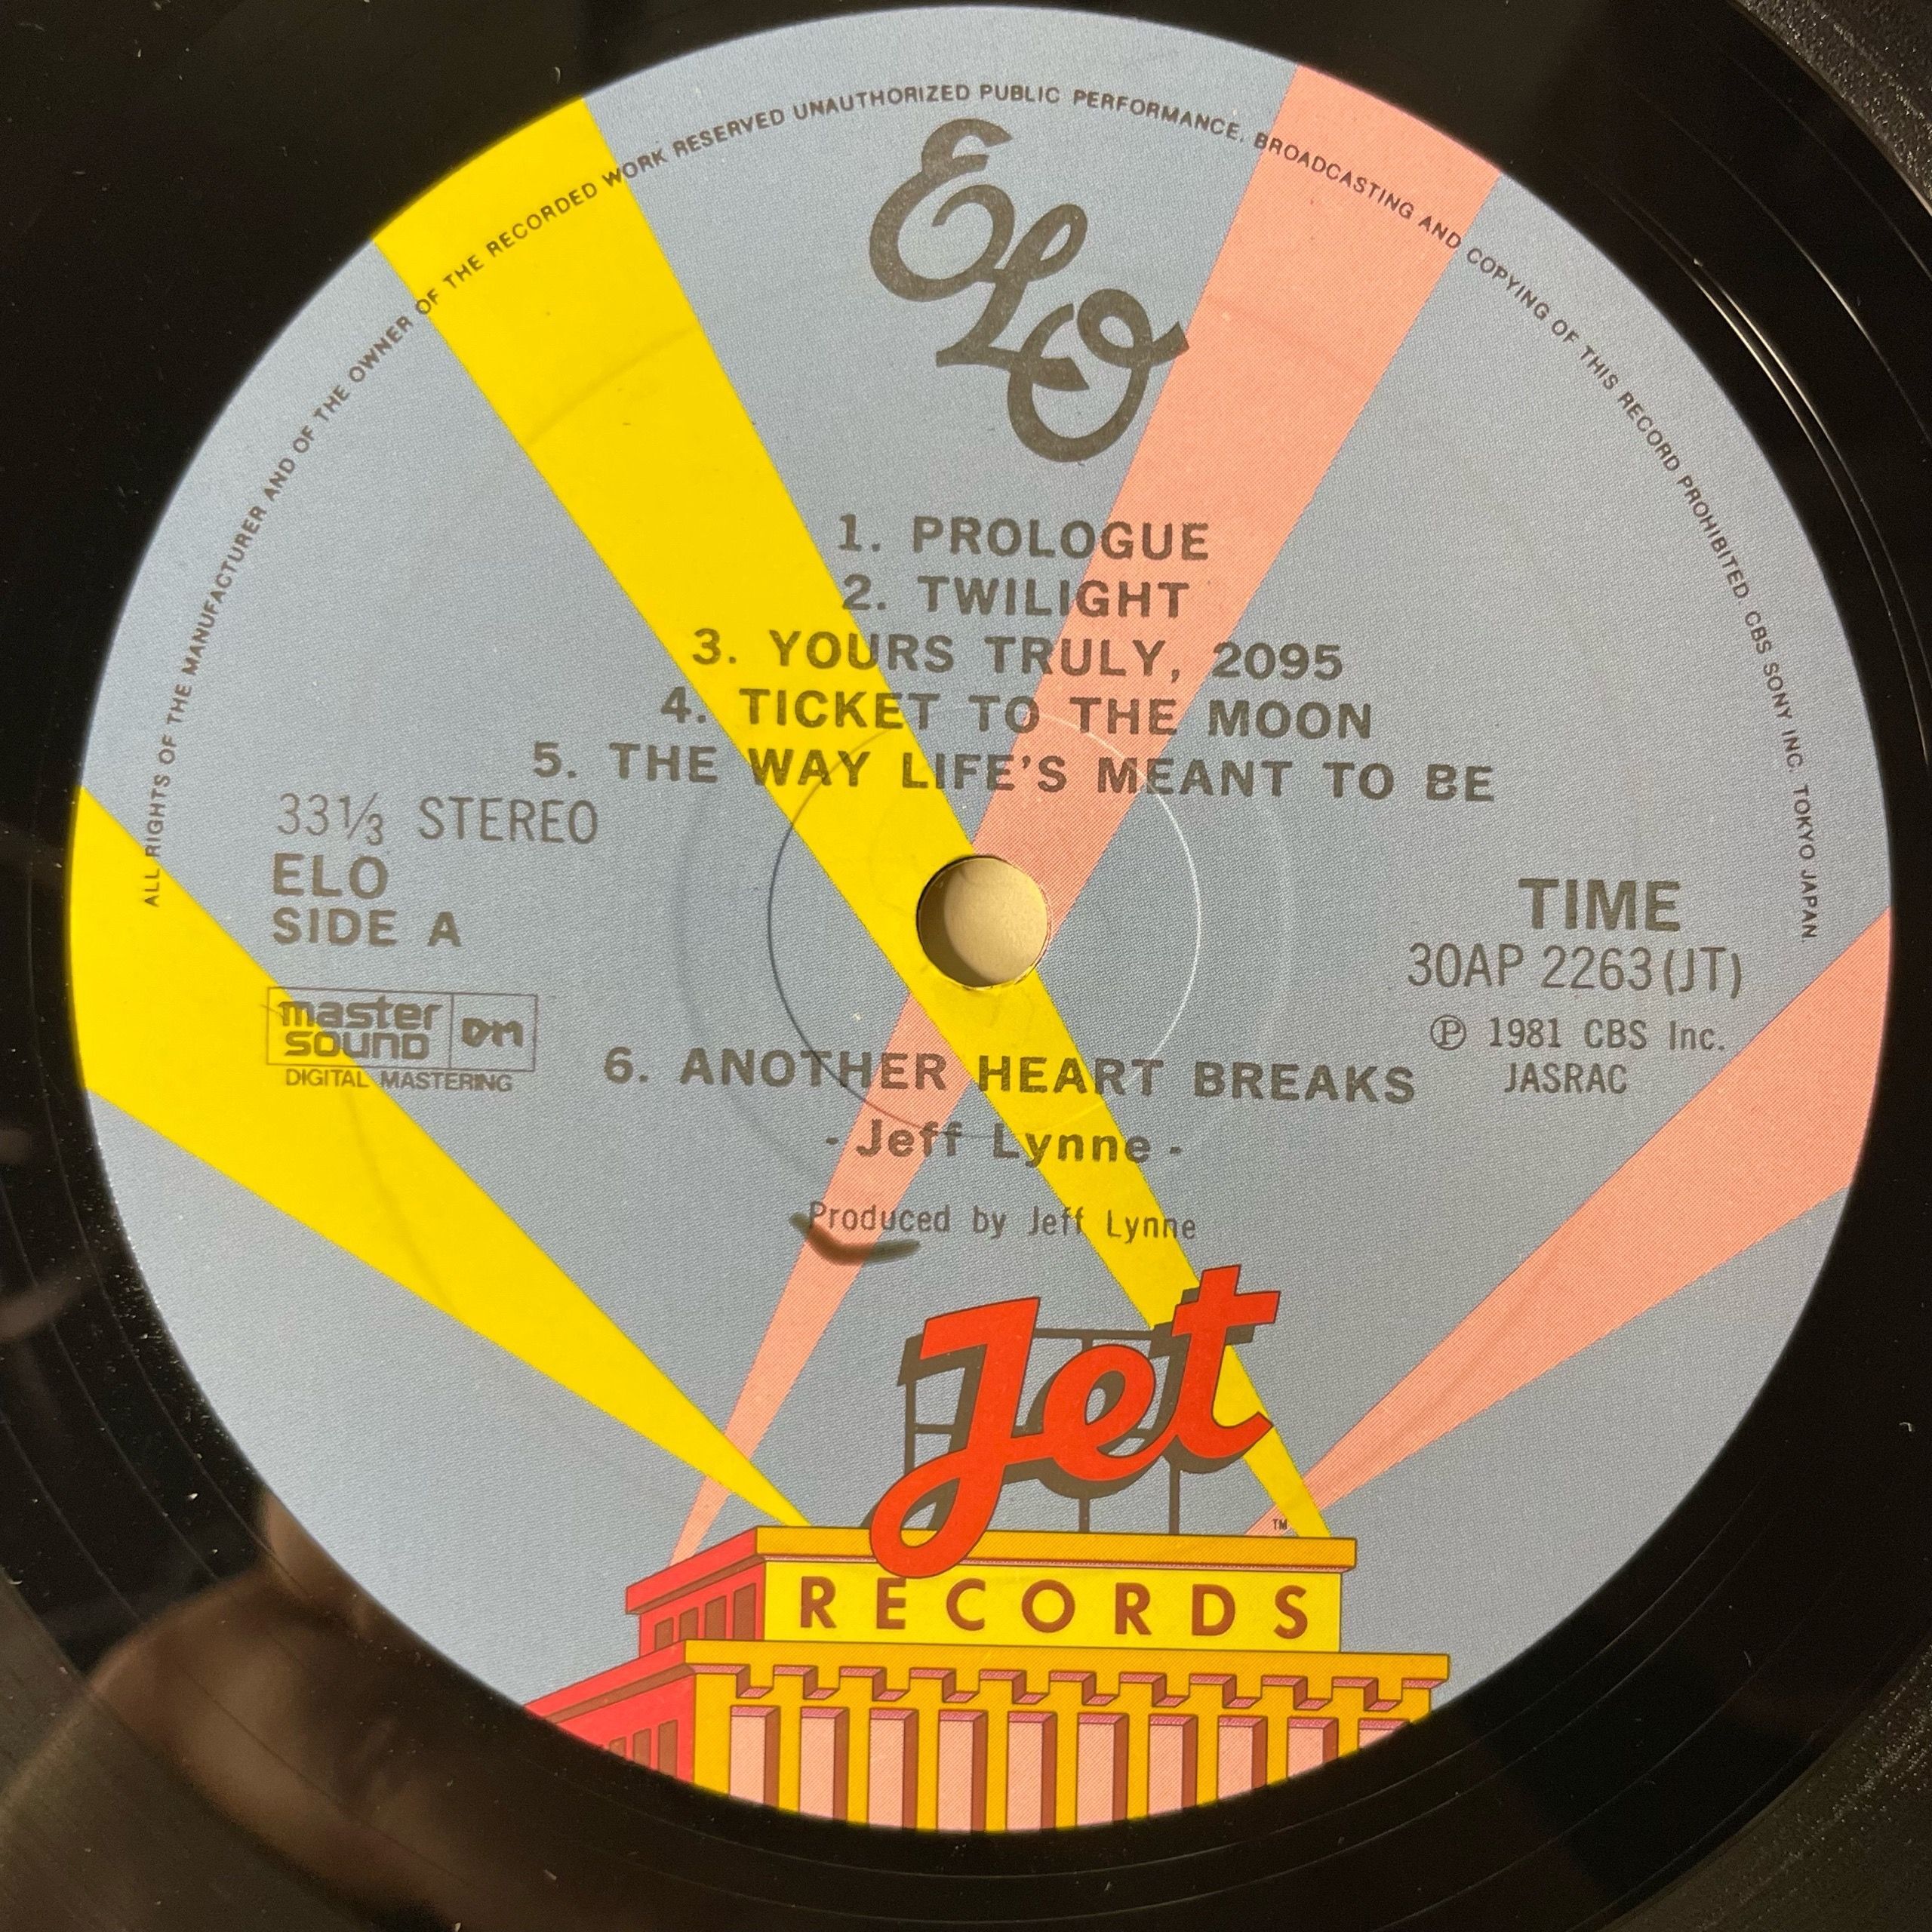 ALL RIGHTS OF THE MANUFACTURER AND OF THE OWNER OF THE RECORDED WORK RESERVED UNAUTHORIZED PUBLIC PERFORMANCE, BROADCASTING AND COPYING OF THIS RECORD PROHIBITED. CBS SONY INC. TOKYO JAPAN.
ELO
1. PROLOGUE
2. TWILIGHT
3. YOURS TRULY, 2095
4. TICKET TO THE MOON
5. THE WAY LIFE'S MEANT TO BE
33⅓ STEREO
ELO
SIDE A
TIME
30AP 2263(JT)
℗ 1981 CBS Inc.
JASRAC
master
sound DM
DIGITAL MASTERING
6. ANOTHER HEART BREAKS
- Jeff Lynne -
Produced by Jeff Lynne
Jet
TM
RECORDS